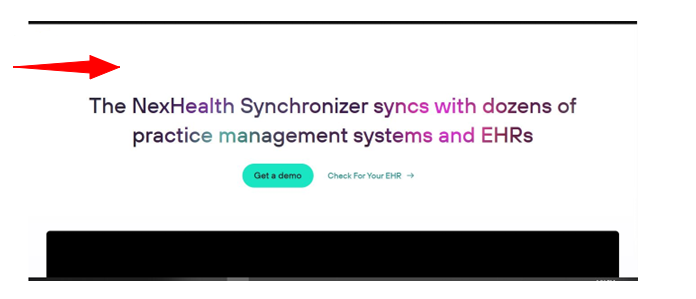 The NexHealth Synchronizer syncs with dozens of
practice management systems and EHRs
Get a demo
Check For Your EHR →